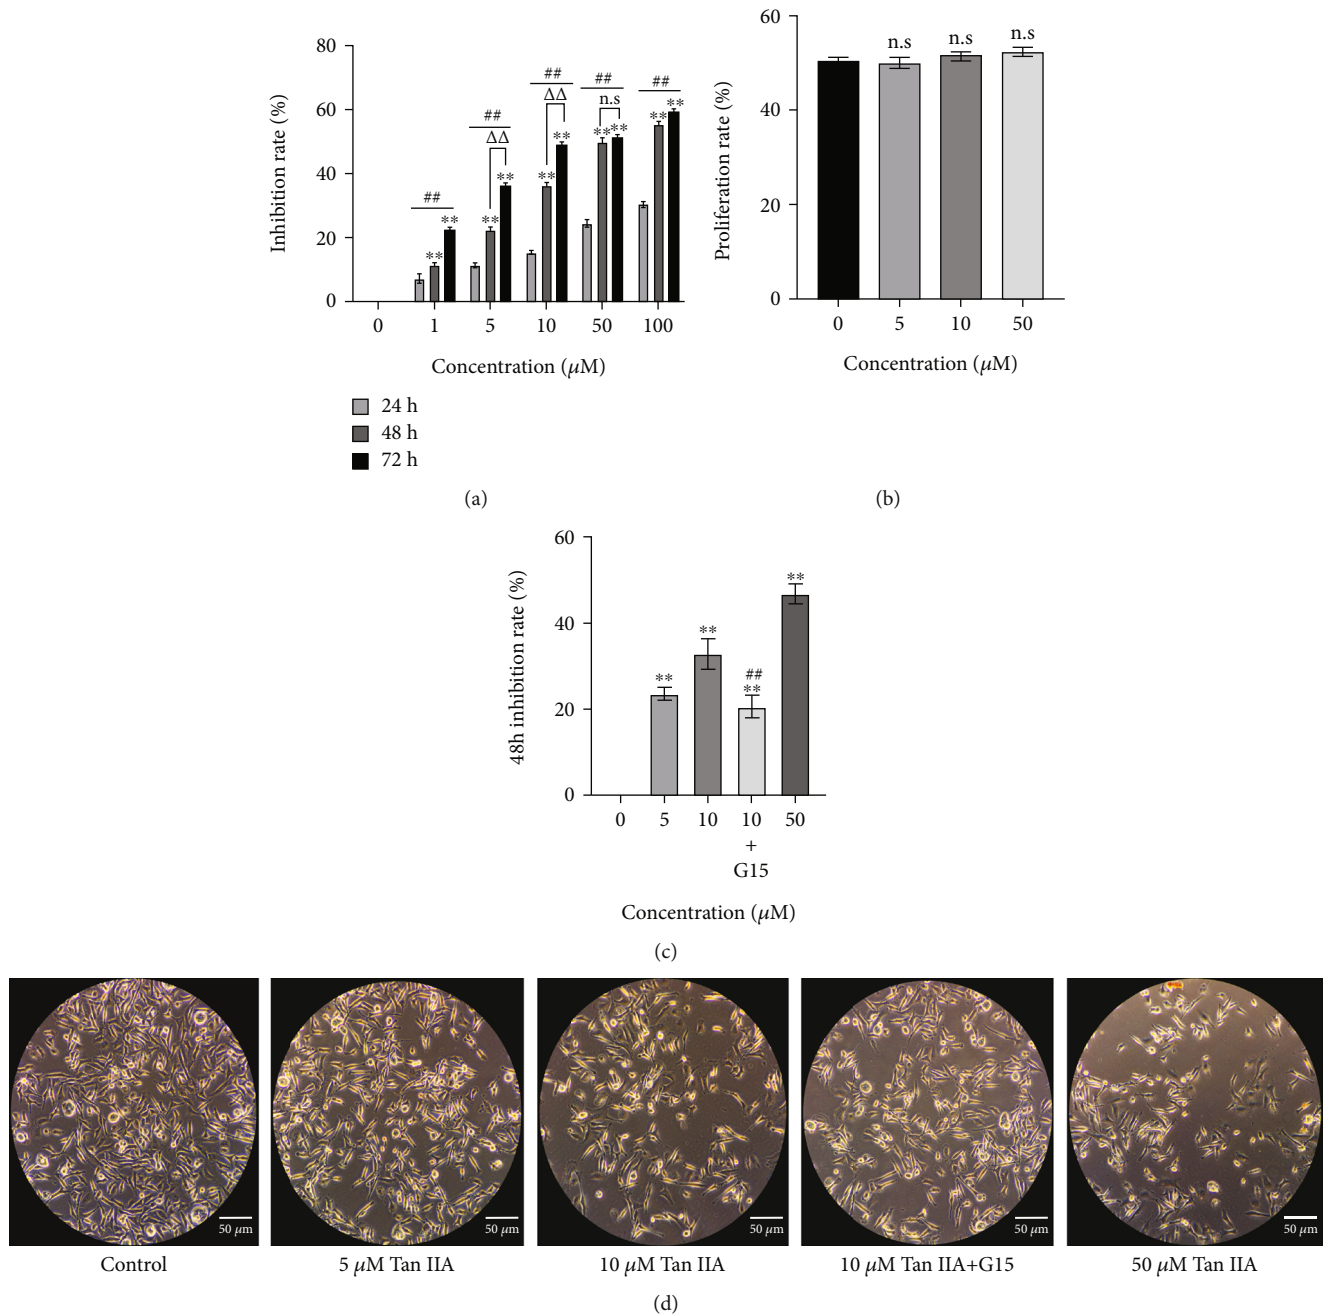 80
60
40
20
0
Inhibition rate (%)
##
**
**
##
ΔΔ
**
**
##
ΔΔ
**
**
##
n.s
** **
##
**
**
0 1 5 10 50 100
Concentration (μM)
24 h
48 h
72 h
(a)
60
40
20
0
Proliferation rate (%)
n.s n.s n.s
0 5 10 50
Concentration (μM)
(b)
60
40
20
0
48h inhibition rate (%)
**
**
##
**
**
0 5 10 10 50
+
G15
Concentration (μM)
(c)
50 μm 50 μm 50 μm 50 μm 50 μm
Control 5 μM Tan IIA 10 μM Tan IIA 10 μM Tan IIA+G15 50 μM Tan IIA
(d)